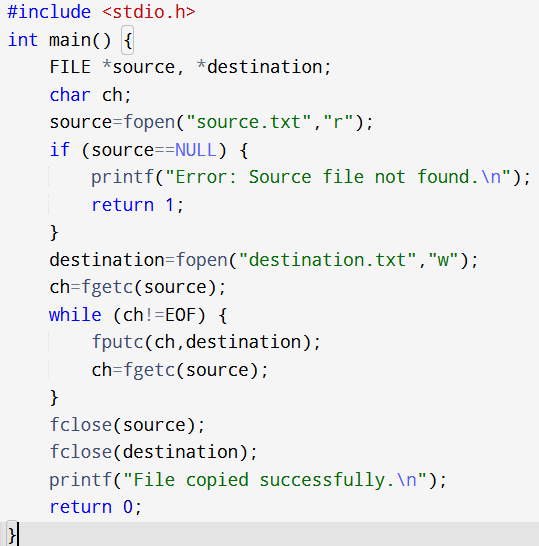 #include <stdio.h>
int main() {
    FILE *source, *destination;
    char ch;
    source=fopen("source.txt","r");
    if (source==NULL) {
        printf("Error: Source file not found.\n");
        return 1;
    }
    destination=fopen("destination.txt","w");
    ch=fgetc(source);
    while (ch!=EOF) {
        fputc(ch,destination);
        ch=fgetc(source);
    }
    fclose(source);
    fclose(destination);
    printf("File copied successfully.\n");
    return 0;
}